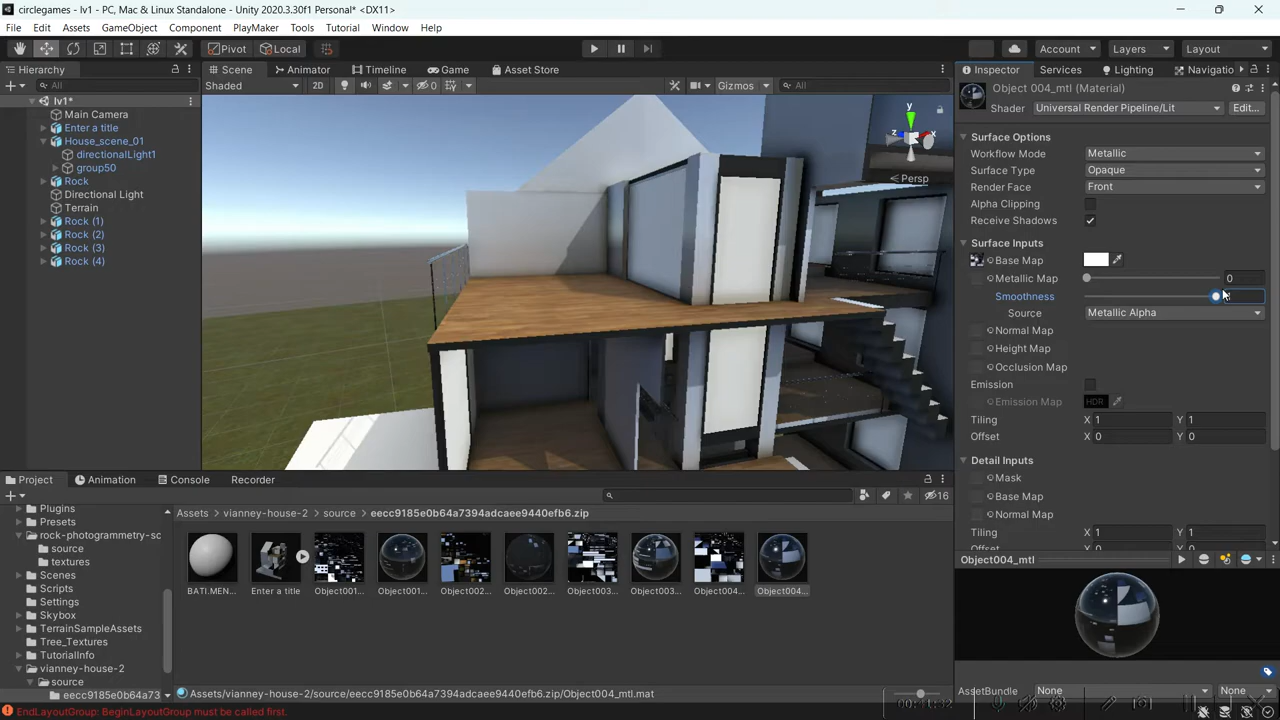 circlegames - lv1 - PC, Mac & Linux Standalone - Unity 2020.3.30f1 Personal* <DX11>
File Edit Assets GameObject Component PlayMaker Tools Tutorial Window Help
Pivot Local Account Layers Layout
Hierarchy Scene Animator Timeline Game Asset Store Inspector Services Lighting Navigatio
All Shaded 2D 0 Gizmos All
Object 004_mtl (Material)
Shader Universal Render Pipeline/Lit Edit...
lv1*
Main Camera
Enter a title
House_scene_01
directionalLight1
group50
Rock
Directional Light
Terrain
Rock (1)
Rock (2)
Rock (3)
Rock (4)
y
z x
Persp
Surface Options
Workflow Mode Metallic
Surface Type Opaque
Render Face Front
Alpha Clipping
Receive Shadows
Surface Inputs
Base Map
Metallic Map 0
Smoothness
Source Metallic Alpha
Normal Map
Height Map
Occlusion Map
Emission
Emission Map HDR
Tiling X 1 Y 1
Offset X 0 Y 0
Detail Inputs
Mask
Base Map
Normal Map
Tiling X 1 Y 1
Offset X 0 Y 0
Project Animation Console Recorder
16
Plugins
Presets
rock-photogrammetry-sc
source
textures
Scenes
Scripts
Settings
Skybox
TerrainSampleAssets
Tree_Textures
TutorialInfo
vianney-house-2
source
eecc9185e0b64a73
Assets vianney-house-2 source eecc9185e0b64a7394adcaee9440efb6.zip
BATI.MEN... Enter a title Object001... Object001... Object002... Object002... Object003... Object003... Object004... Object004...
Assets/vianney-house-2/source/eecc9185e0b64a7394adcaee9440efb6.zip/Object004_mtl.mat
Object004_mtl
AssetBundle None None
EndLayoutGroup: BeginLayoutGroup must be called first.